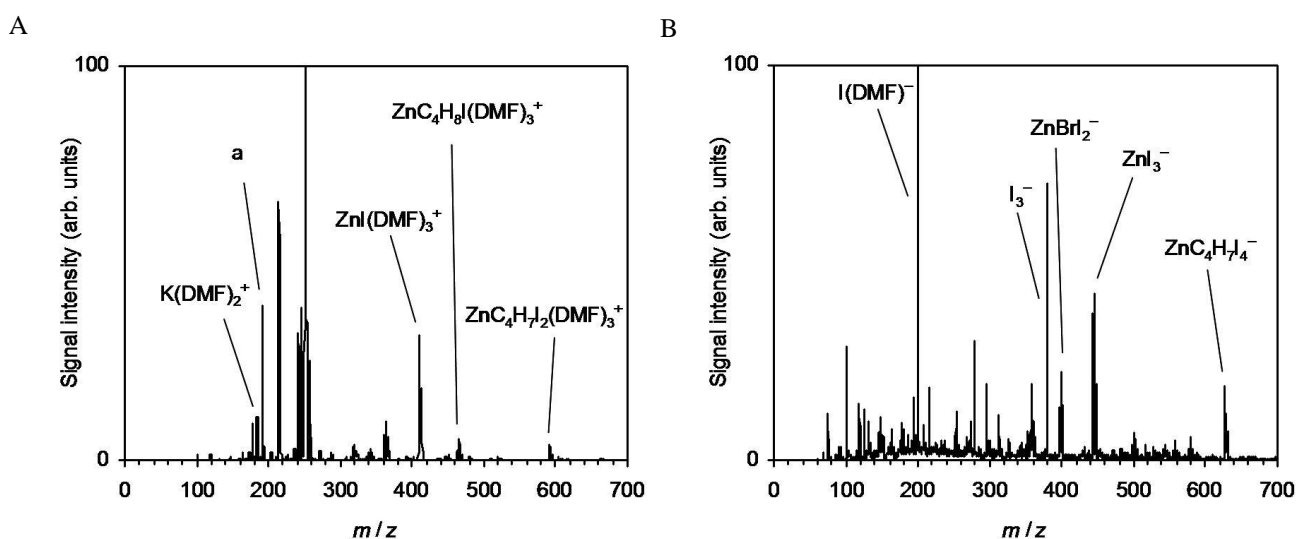 A
100
Signal intensity (arb. units)
0
a
K(DMF)₂⁺
ZnC₄H₈I(DMF)₃⁺
ZnI(DMF)₃⁺
ZnC₄H₇I₂(DMF)₃⁺
0 100 200 300 400 500 600 700
m / z
B
100
Signal intensity (arb. units)
0
I(DMF)⁻
ZnBrI₂⁻
I₃⁻
ZnI₃⁻
ZnC₄H₇I₄⁻
0 100 200 300 400 500 600 700
m / z